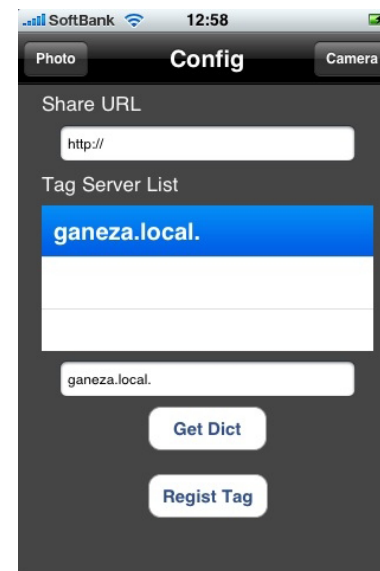 SoftBank 12:58
Photo Config Camera
Share URL
http://
Tag Server List
ganeza.local.
ganeza.local.
Get Dict
Regist Tag